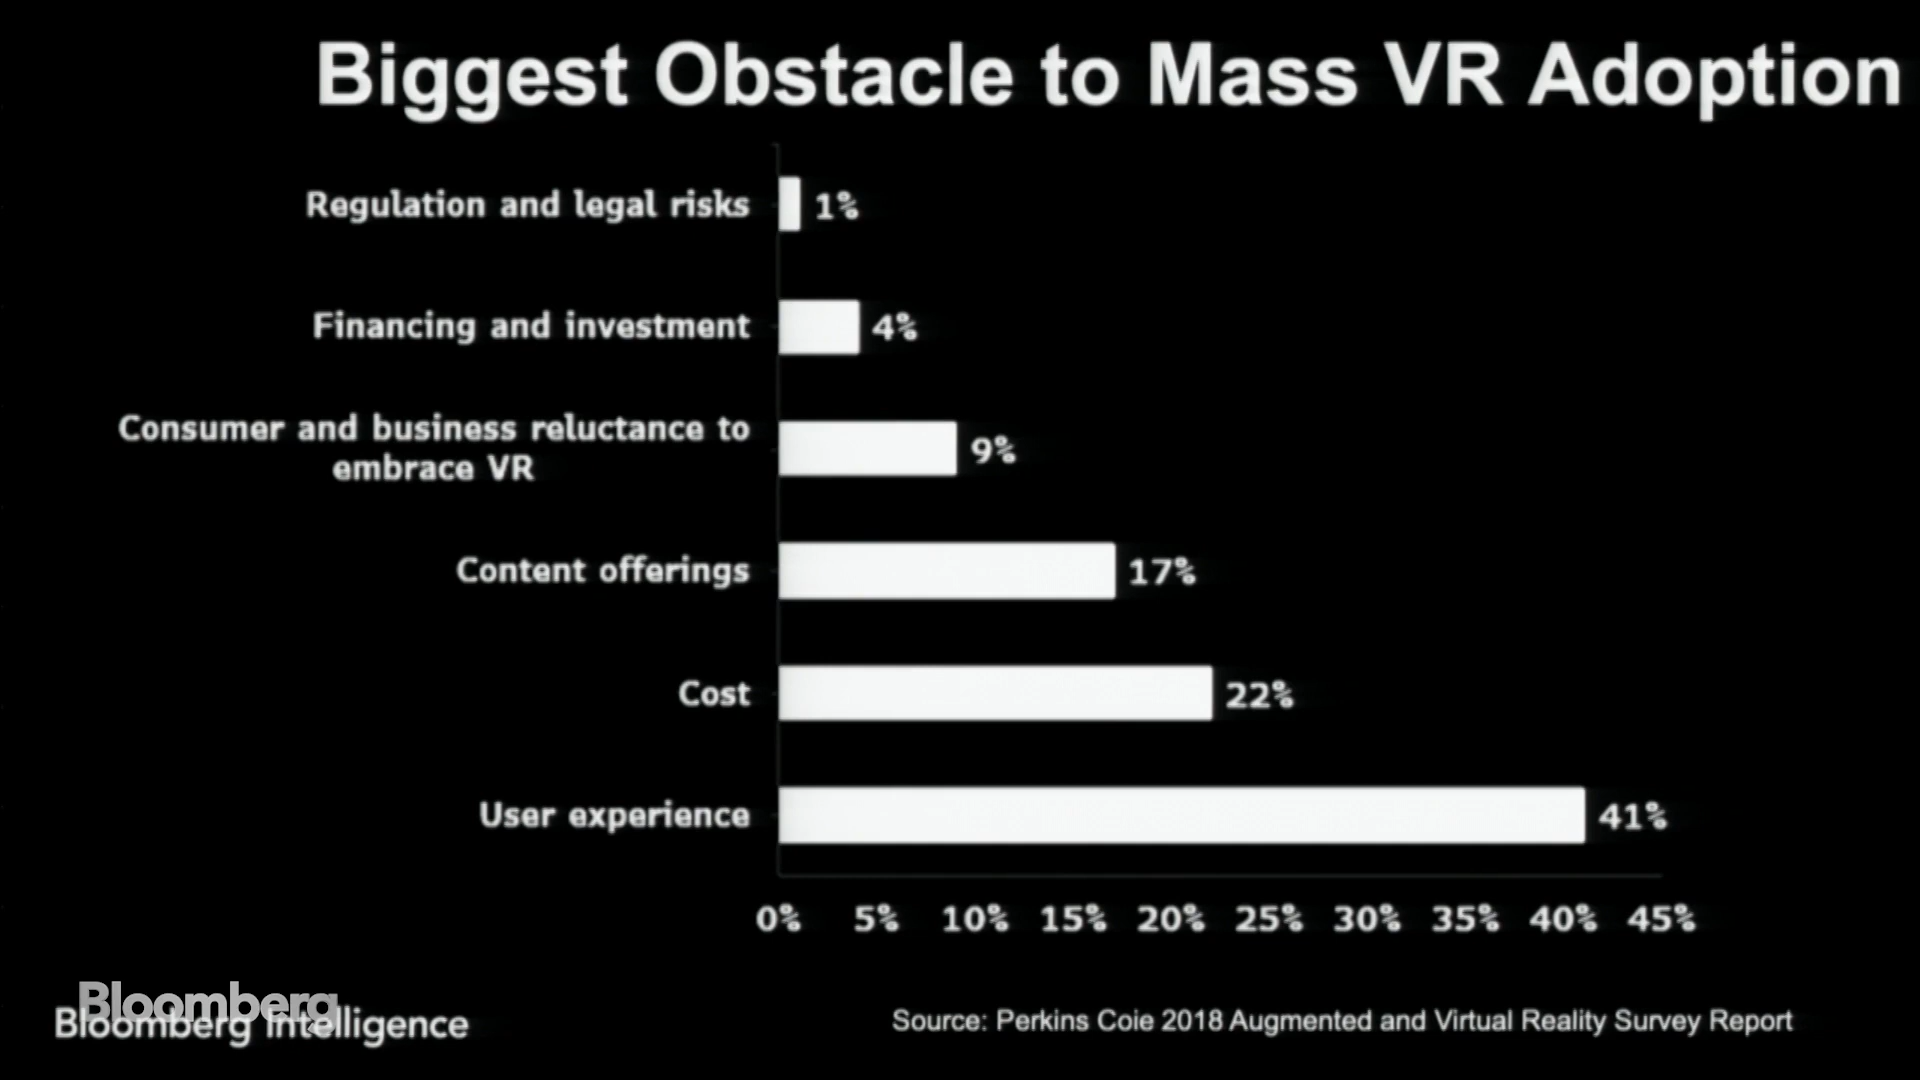 Biggest Obstacle to Mass VR Adoption
Regulation and legal risks 1%
Financing and investment 4%
Consumer and business reluctance to
embrace VR 9%
Content offerings 17%
Cost 22%
User experience 41%
0% 5% 10% 15% 20% 25% 30% 35% 40% 45%
Bloomberg
Bloomberg Intelligence
Source: Perkins Coie 2018 Augmented and Virtual Reality Survey Report